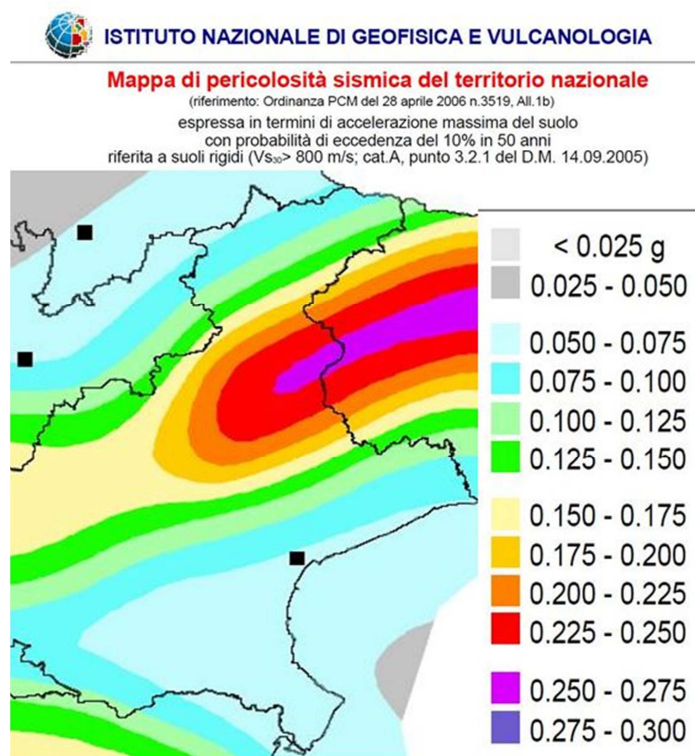 ISTITUTO NAZIONALE DI GEOFISICA E VULCANOLOGIA
Mappa di pericolosità sismica del territorio nazionale
(riferimento: Ordinanza PCM del 28 aprile 2006 n.3519, All.1b)
espressa in termini di accelerazione massima del suolo
con probabilità di eccedenza del 10% in 50 anni
riferita a suoli rigidi (Vs30> 800 m/s; cat.A, punto 3.2.1 del D.M. 14.09.2005)
< 0.025 g
0.025 - 0.050
0.050 - 0.075
0.075 - 0.100
0.100 - 0.125
0.125 - 0.150
0.150 - 0.175
0.175 - 0.200
0.200 - 0.225
0.225 - 0.250
0.250 - 0.275
0.275 - 0.300